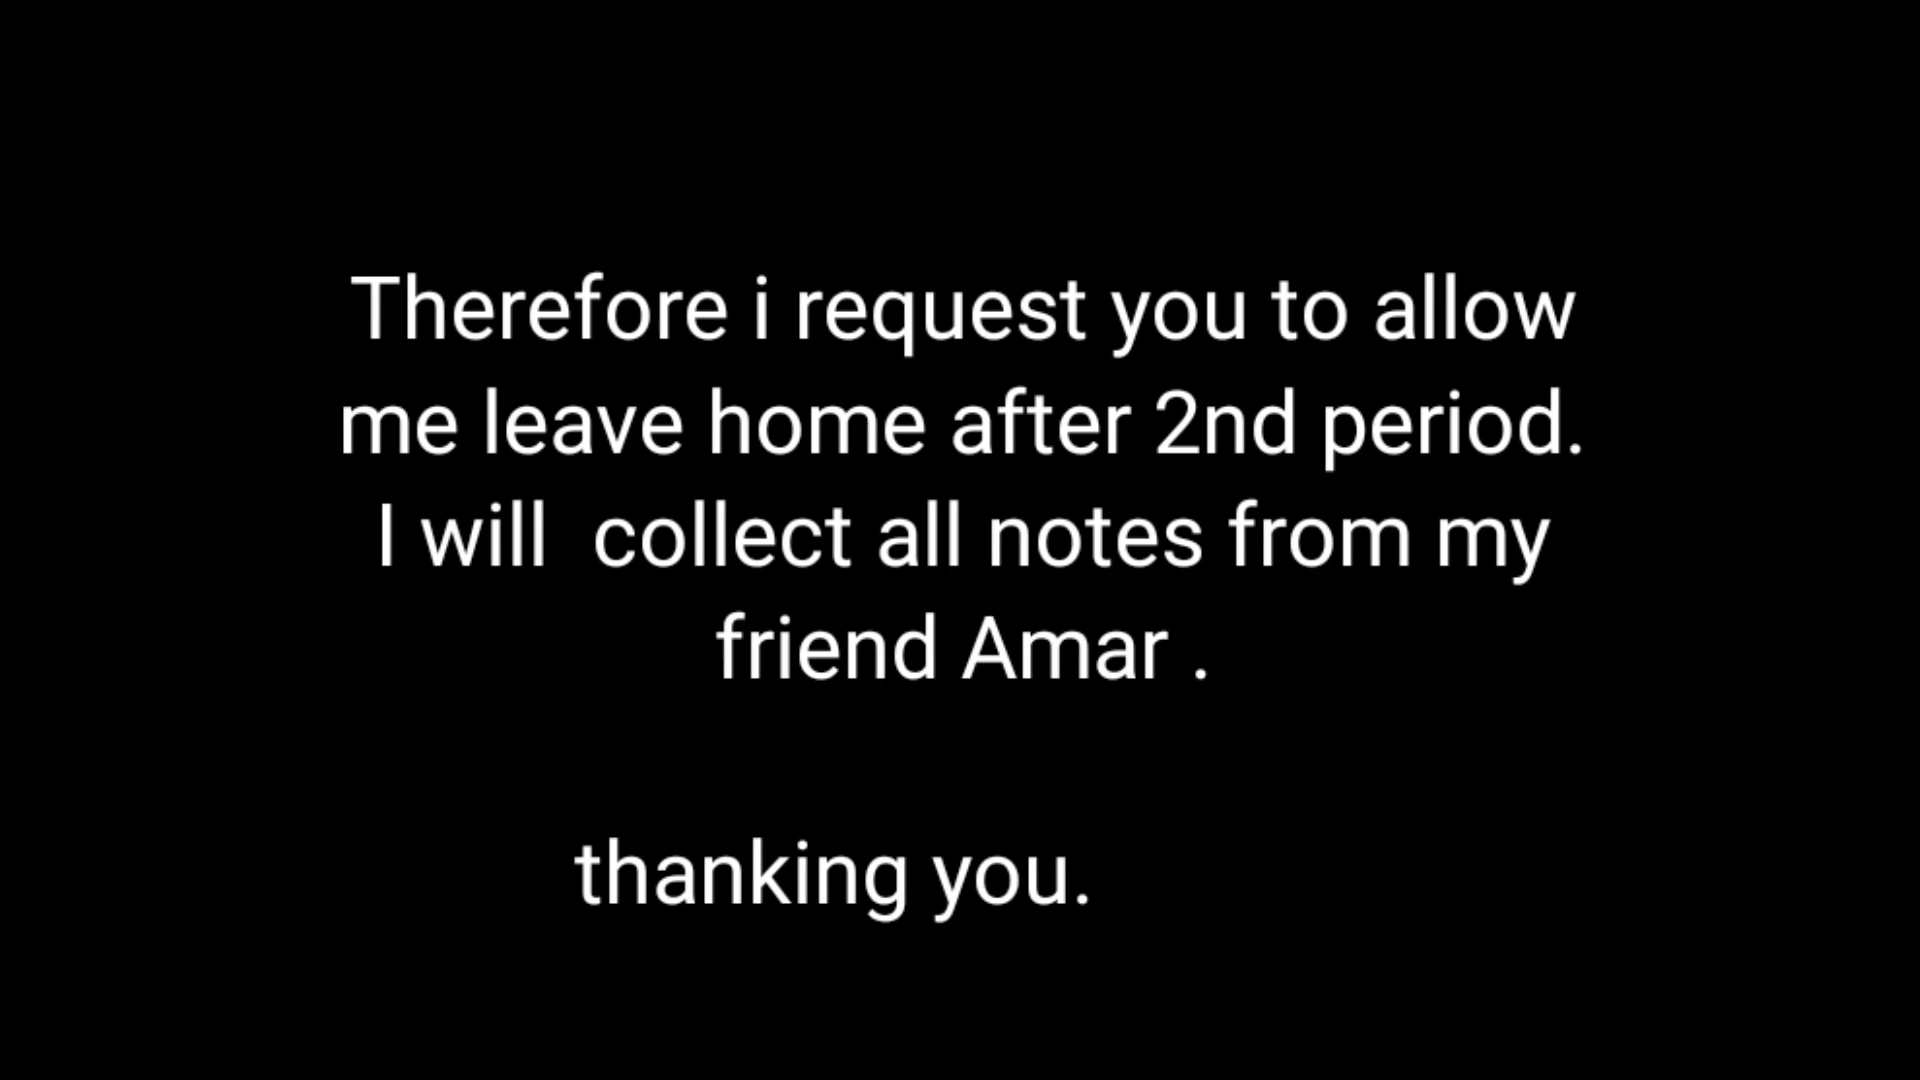 Therefore i request you to allow
me leave home after 2nd period.
I will  collect all notes from my
friend Amar .
thanking you.